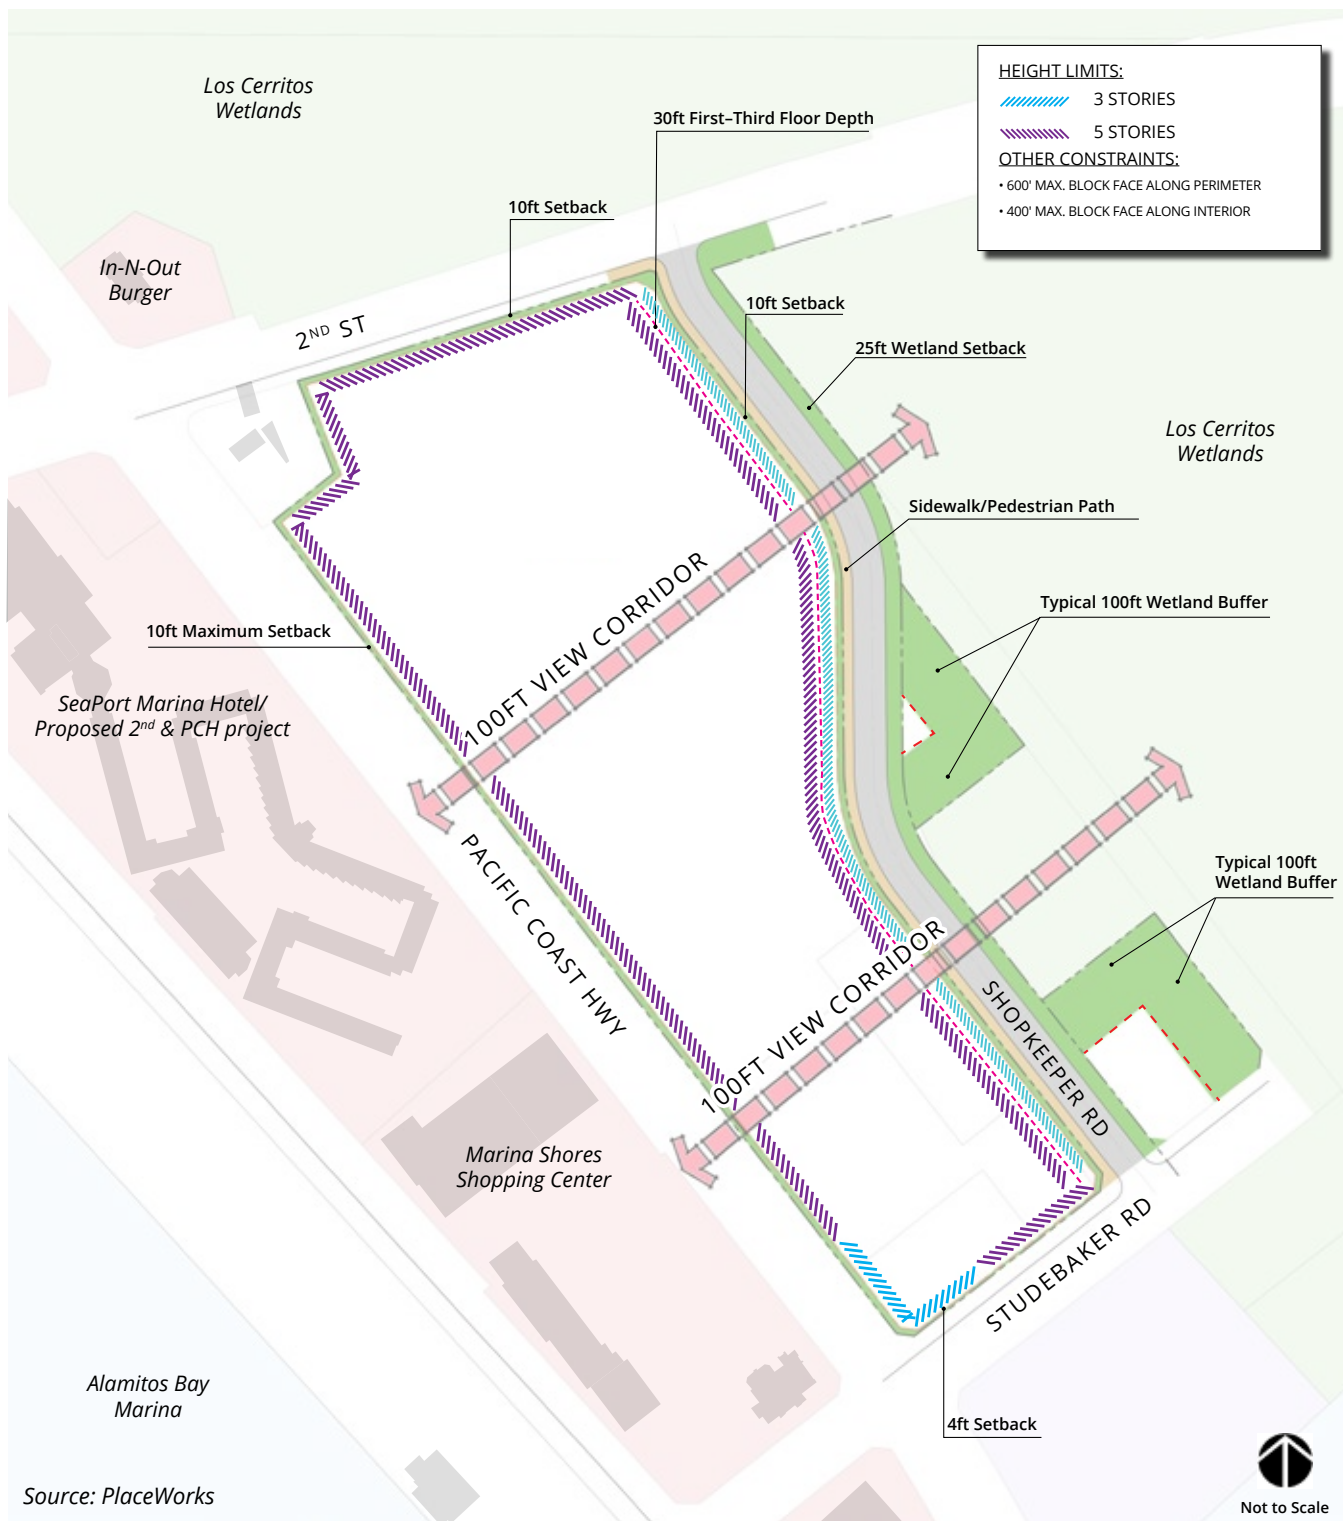 Los Cerritos
Wetlands
HEIGHT LIMITS:
3 STORIES
5 STORIES
OTHER CONSTRAINTS:
• 600' MAX. BLOCK FACE ALONG PERIMETER
• 400' MAX. BLOCK FACE ALONG INTERIOR
30ft First–Third Floor Depth
10ft Setback
In-N-Out
Burger
2ND ST
10ft Setback
25ft Wetland Setback
Los Cerritos
Wetlands
Sidewalk/Pedestrian Path
100FT VIEW CORRIDOR
Typical 100ft Wetland Buffer
10ft Maximum Setback
SeaPort Marina Hotel/
Proposed 2nd & PCH project
PACIFIC COAST HWY
Typical 100ft
Wetland Buffer
100FT VIEW CORRIDOR
SHOPKEEPER RD
Marina Shores
Shopping Center
STUDEBAKER RD
Alamitos Bay
Marina
4ft Setback
Source: PlaceWorks
Not to Scale